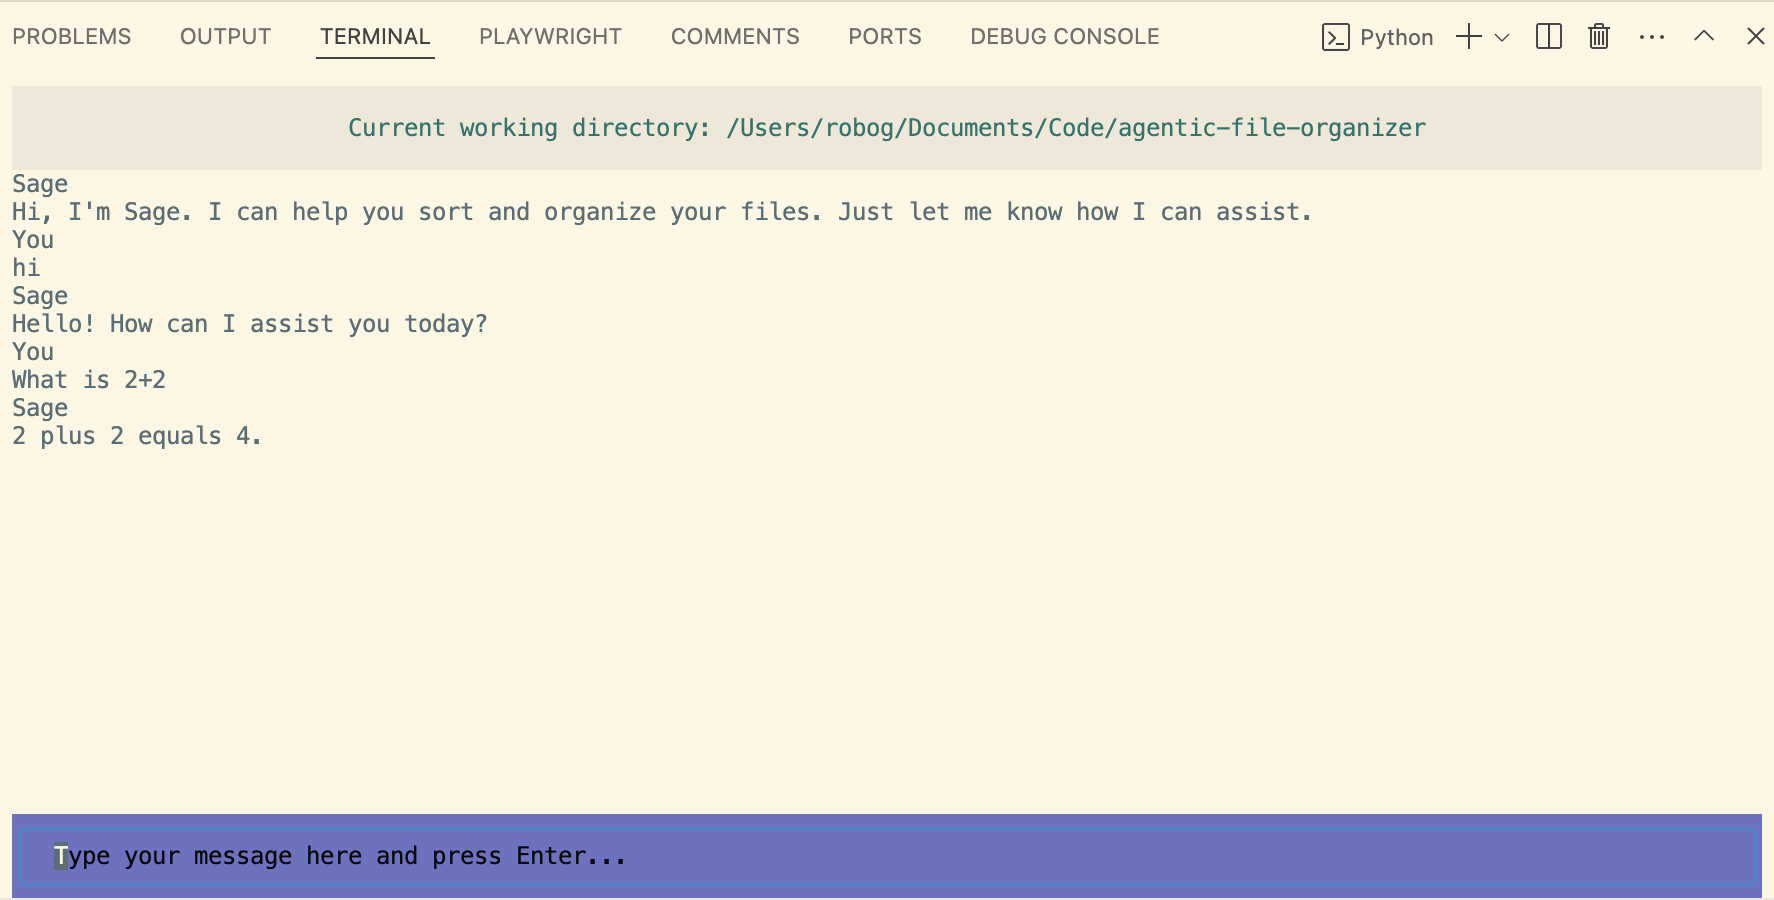 PROBLEMS OUTPUT TERMINAL PLAYWRIGHT COMMENTS PORTS DEBUG CONSOLE Python
Current working directory: /Users/robog/Documents/Code/agentic-file-organizer
Sage
Hi, I'm Sage. I can help you sort and organize your files. Just let me know how I can assist.
You
hi
Sage
Hello! How can I assist you today?
You
What is 2+2
Sage
2 plus 2 equals 4.
Type your message here and press Enter...